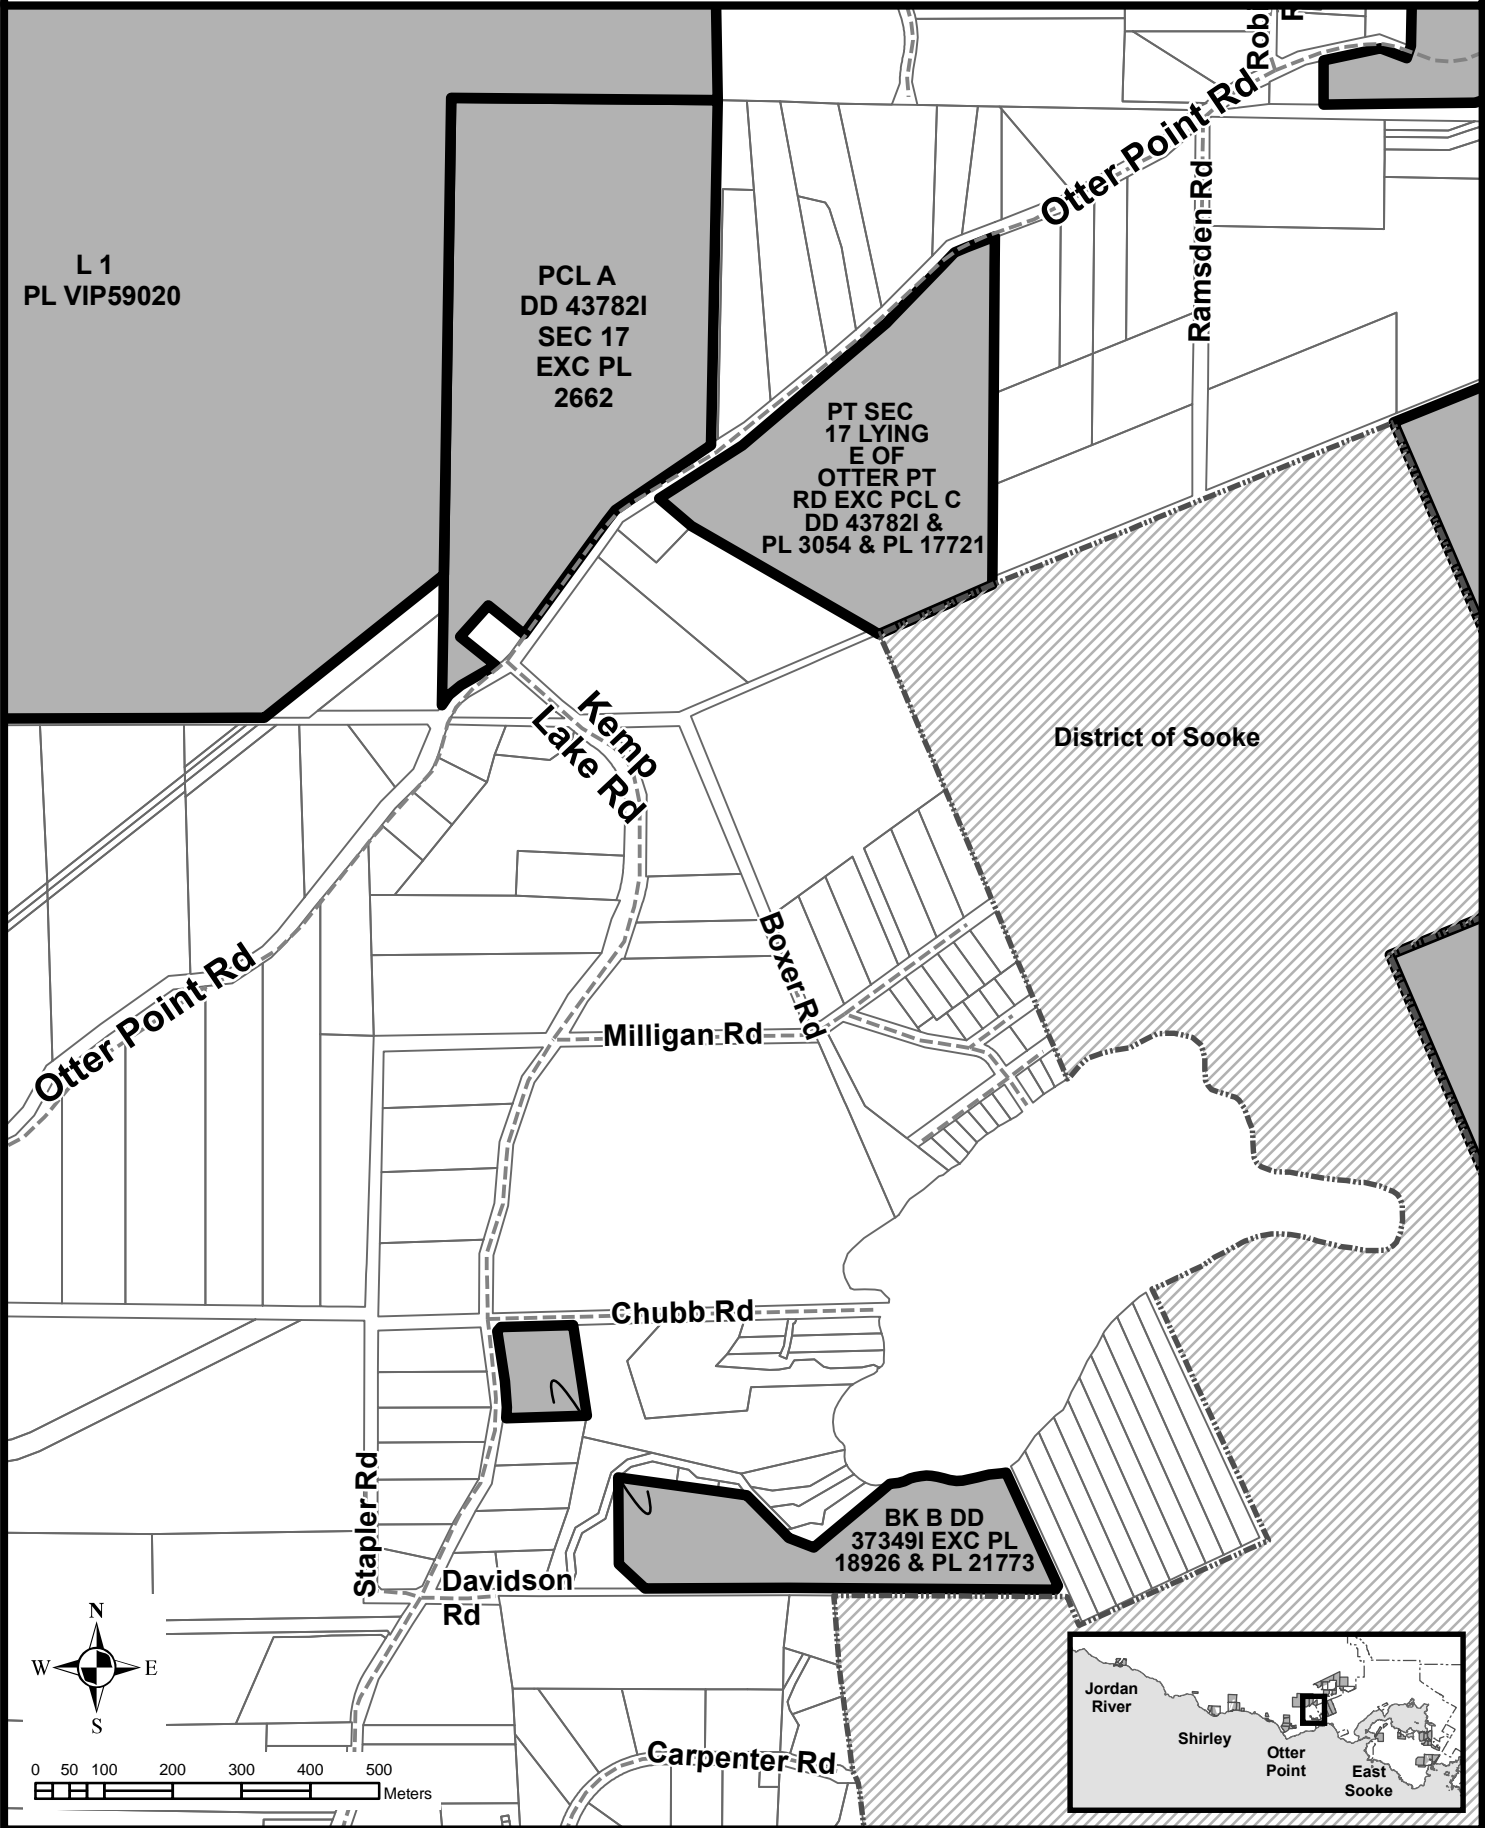 Rob
Otter Point Rd
Ramsden Rd
L 1
PL VIP59020
PCL A
DD 43782I
SEC 17
EXC PL
2662
PT SEC
17 LYING
E OF
OTTER PT
RD EXC PCL C
DD 43782I &
PL 3054 & PL 17721
District of Sooke
Kemp
Lake Rd
Boxer Rd
Otter Point Rd
Milligan Rd
Chubb Rd
Stapler Rd
BK B DD
37349I EXC PL
18926 & PL 21773
Davidson
Rd
Carpenter Rd
N
W E
S
0 50 100 200 300 400 500
Meters
Jordan
River
Shirley
Otter
Point
East
Sooke